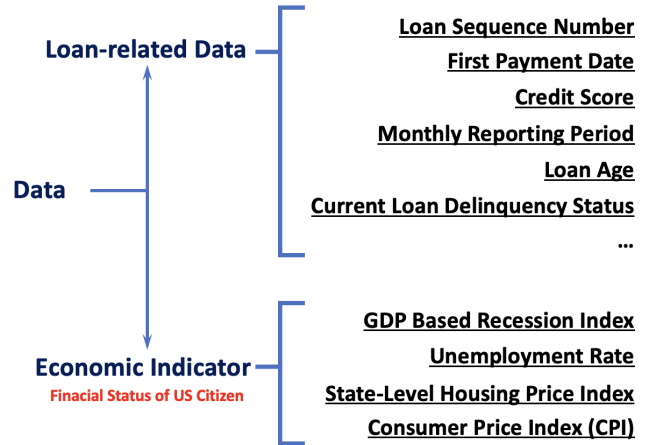 Loan-related Data
Loan Sequence Number
First Payment Date
Credit Score
Monthly Reporting Period
Loan Age
Current Loan Delinquency Status
...
Data
Economic Indicator
Finacial Status of US Citizen
GDP Based Recession Index
Unemployment Rate
State-Level Housing Price Index
Consumer Price Index (CPI)